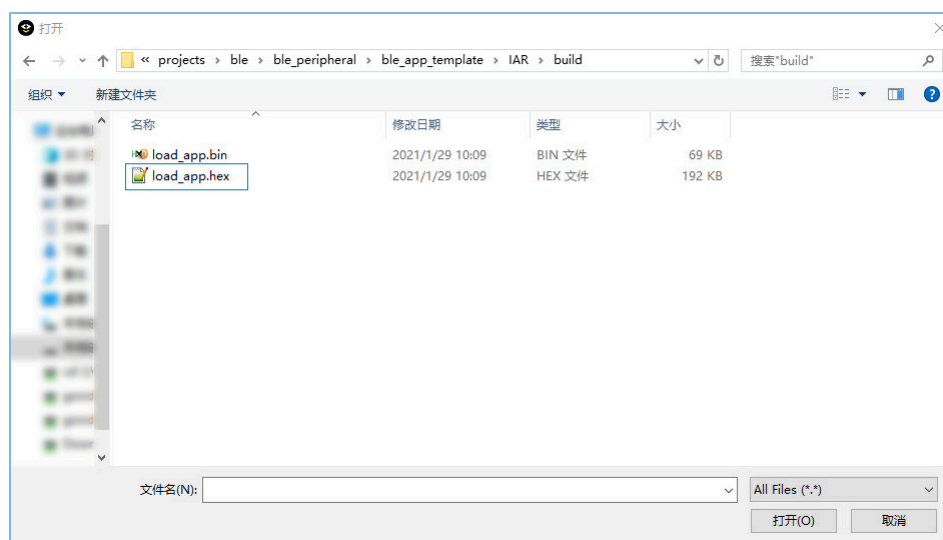 打开
« projects › ble › ble_peripheral › ble_app_template › IAR › build
搜索"build"
组织 新建文件夹
名称 修改日期 类型 大小
load_app.bin 2021/1/29 10:09 BIN 文件 69 KB
load_app.hex 2021/1/29 10:09 HEX 文件 192 KB
文件名(N): All Files (*.*)
打开(O) 取消